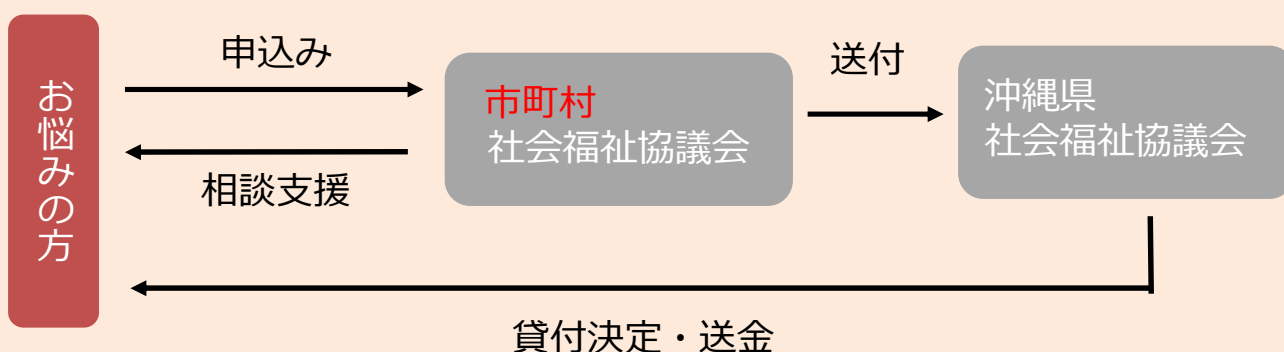 お悩みの方
申込み
相談支援
市町村
社会福祉協議会
送付
沖縄県
社会福祉協議会
貸付決定・送金